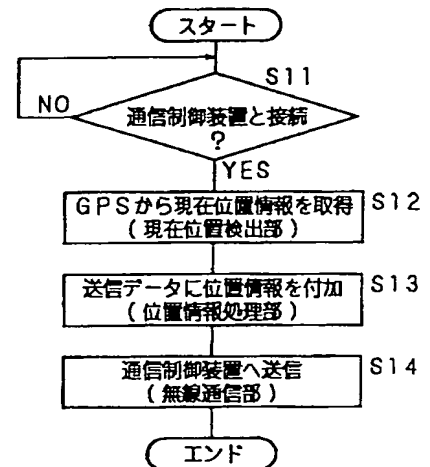 スタート
S11
NO
通信制御装置と接続
?
YES
GPSから現在位置情報を取得
S12
(現在位置検出部)
送信データに位置情報を付加
S13
(位置情報処理部)
通信制御装置へ送信
S14
(無線通信部)
エンド